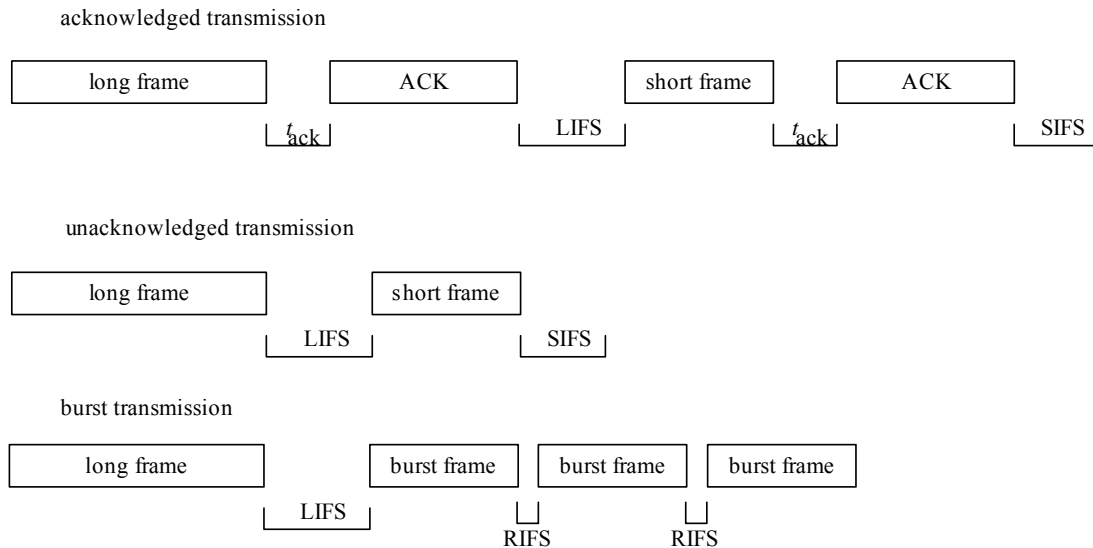 acknowledged transmission
long frame ACK short frame ACK
tack LIFS tack SIFS
unacknowledged transmission
long frame short frame
LIFS SIFS
burst transmission
long frame burst frame burst frame burst frame
LIFS RIFS RIFS